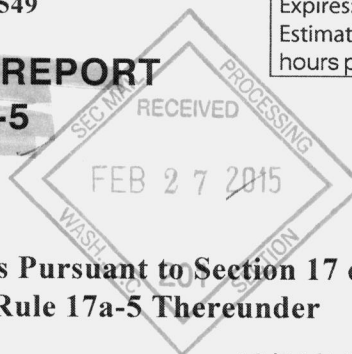 549
Expires:
Estimat
hours p
REPORT
-5
SEC MAIL PROCESSING
RECEIVED
FEB 27 2015
WASH. D.C. 201 SECTION
s Pursuant to Section 17 o
Rule 17a-5 Thereunder